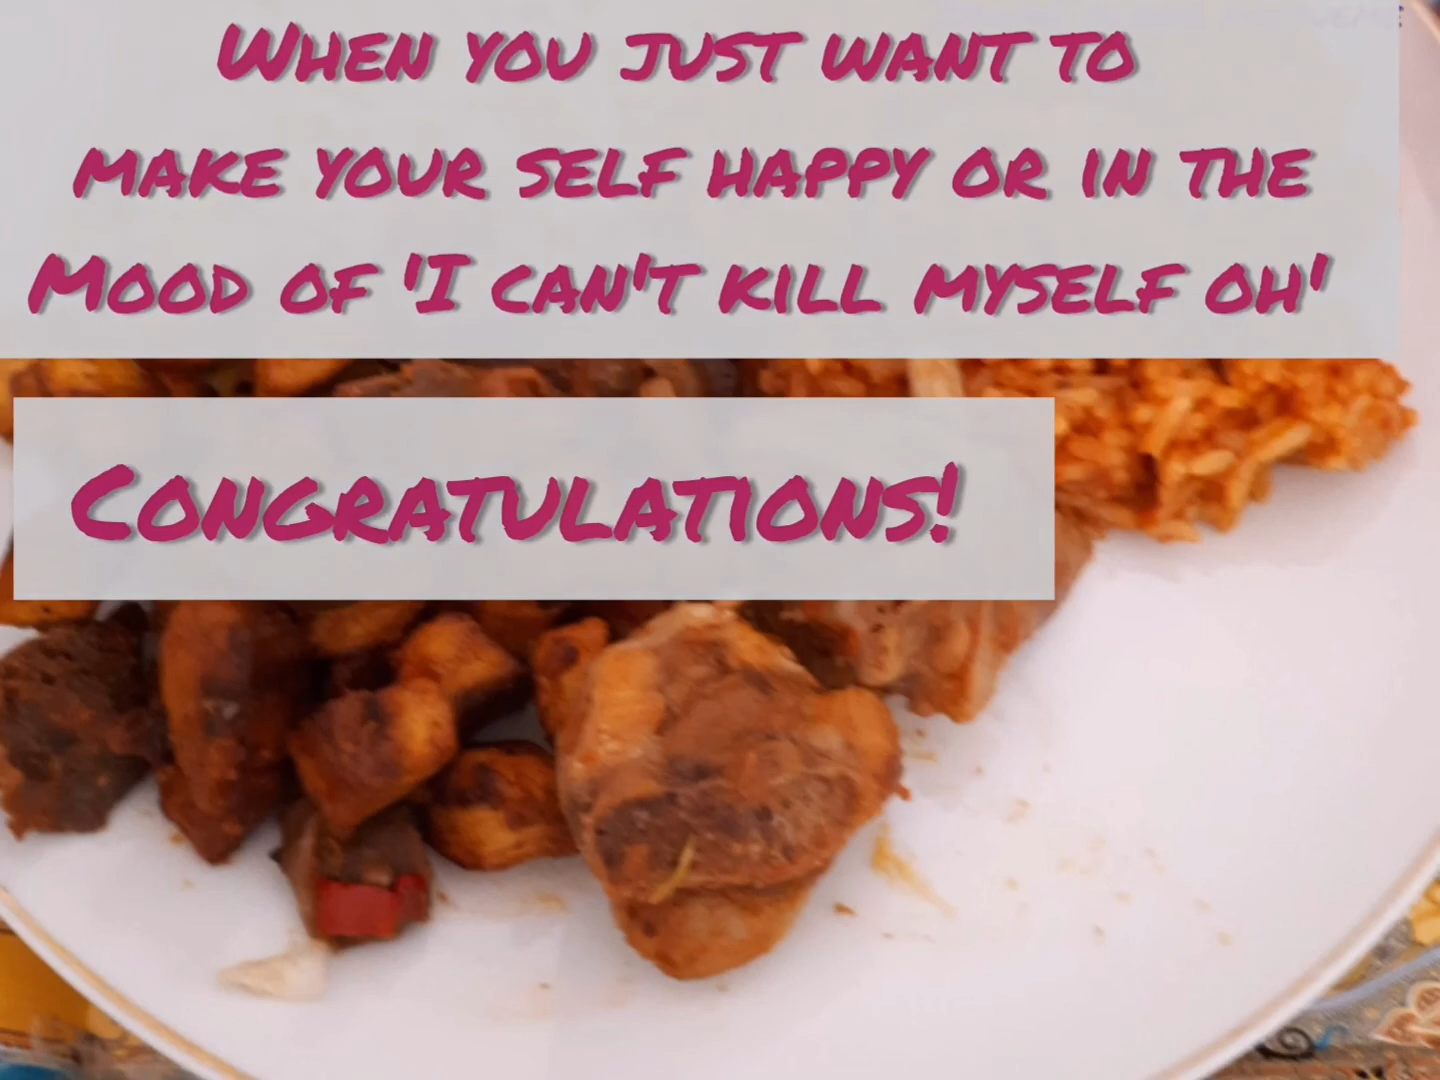 When you just want to
make your self happy or in the
Mood of 'I can't kill myself oh'
Congratulations!